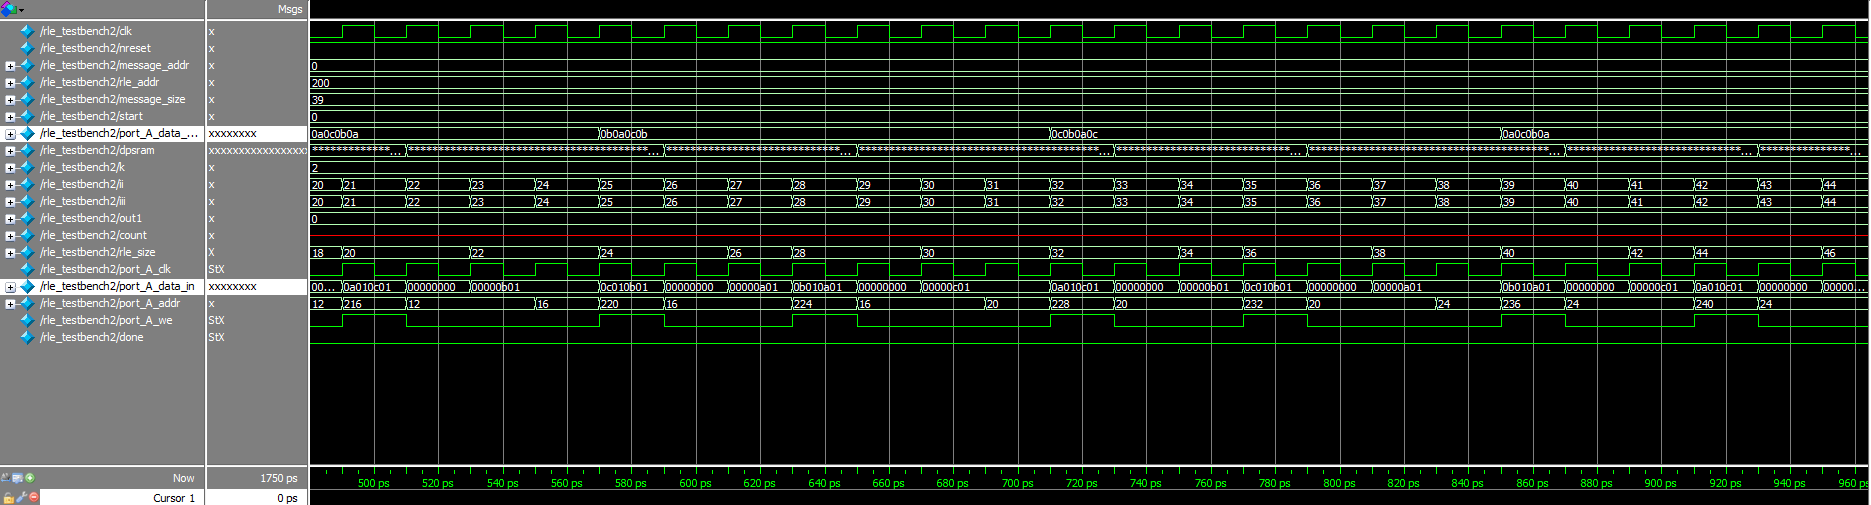 Msgs
/rle_testbench2/clk x
/rle_testbench2/nreset x
/rle_testbench2/message_addr x 0
/rle_testbench2/rle_addr x 200
/rle_testbench2/message_size x 39
/rle_testbench2/start x 0
/rle_testbench2/port_A_data_... xxxxxxxx 0a0c0b0a 0b0a0c0b 0c0b0a0c 0a0c0b0a
/rle_testbench2/dpsram xxxxxxxxxxxxxxxx
/rle_testbench2/k x 2
/rle_testbench2/ii x 20 21 22 23 24 25 26 27 28 29 30 31 32 33 34 35 36 37 38 39 40 41 42 43 44
/rle_testbench2/iii x 20 21 22 23 24 25 26 27 28 29 30 31 32 33 34 35 36 37 38 39 40 41 42 43 44
/rle_testbench2/out1 x 0
/rle_testbench2/count x
/rle_testbench2/rle_size X 18 20 22 24 26 28 30 32 34 36 38 40 42 44 46
/rle_testbench2/port_A_clk StX
/rle_testbench2/port_A_data_in xxxxxxxx 00... 0a010c01 00000000 00000b01 0c010b01 00000000 00000a01 0b010a01 00000000 00000c01 0a010c01 00000000 00000b01 0c010b01 00000000 00000a01 0b010a01 00000000 00000c01 0a010c01 00000000 0000...
/rle_testbench2/port_A_addr x 12 216 12 16 220 16 224 16 20 228 20 232 20 24 236 24 240 24
/rle_testbench2/port_A_we StX
/rle_testbench2/done StX
Now 1750 ps 500 ps 520 ps 540 ps 560 ps 580 ps 600 ps 620 ps 640 ps 660 ps 680 ps 700 ps 720 ps 740 ps 760 ps 780 ps 800 ps 820 ps 840 ps 860 ps 880 ps 900 ps 920 ps 940 ps 960 ps
Cursor 1 0 ps